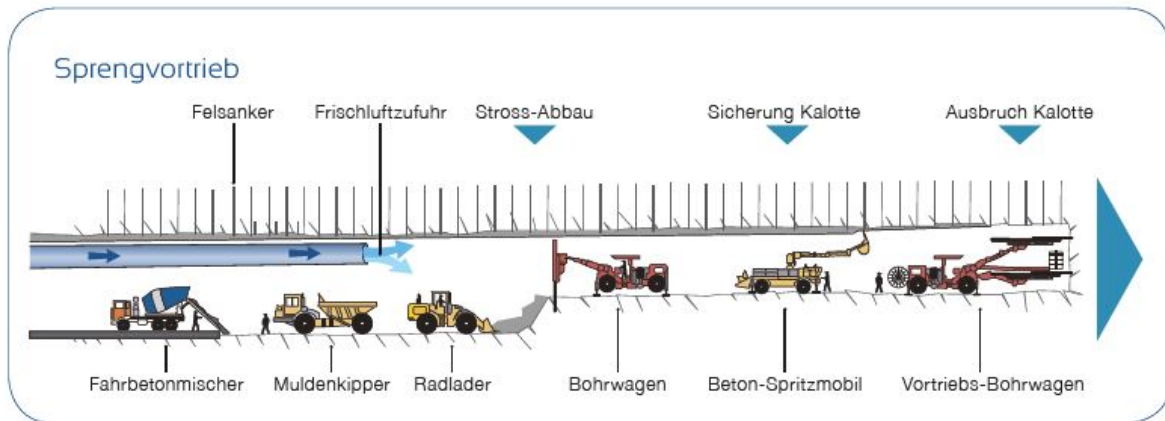 Sprengvortrieb
Felsanker Frischluftzufuhr Stross-Abbau Sicherung Kalotte Ausbruch Kalotte
Fahrbetonmischer Muldenkipper Radlader Bohrwagen Beton-Spritzmobil Vortriebs-Bohrwagen